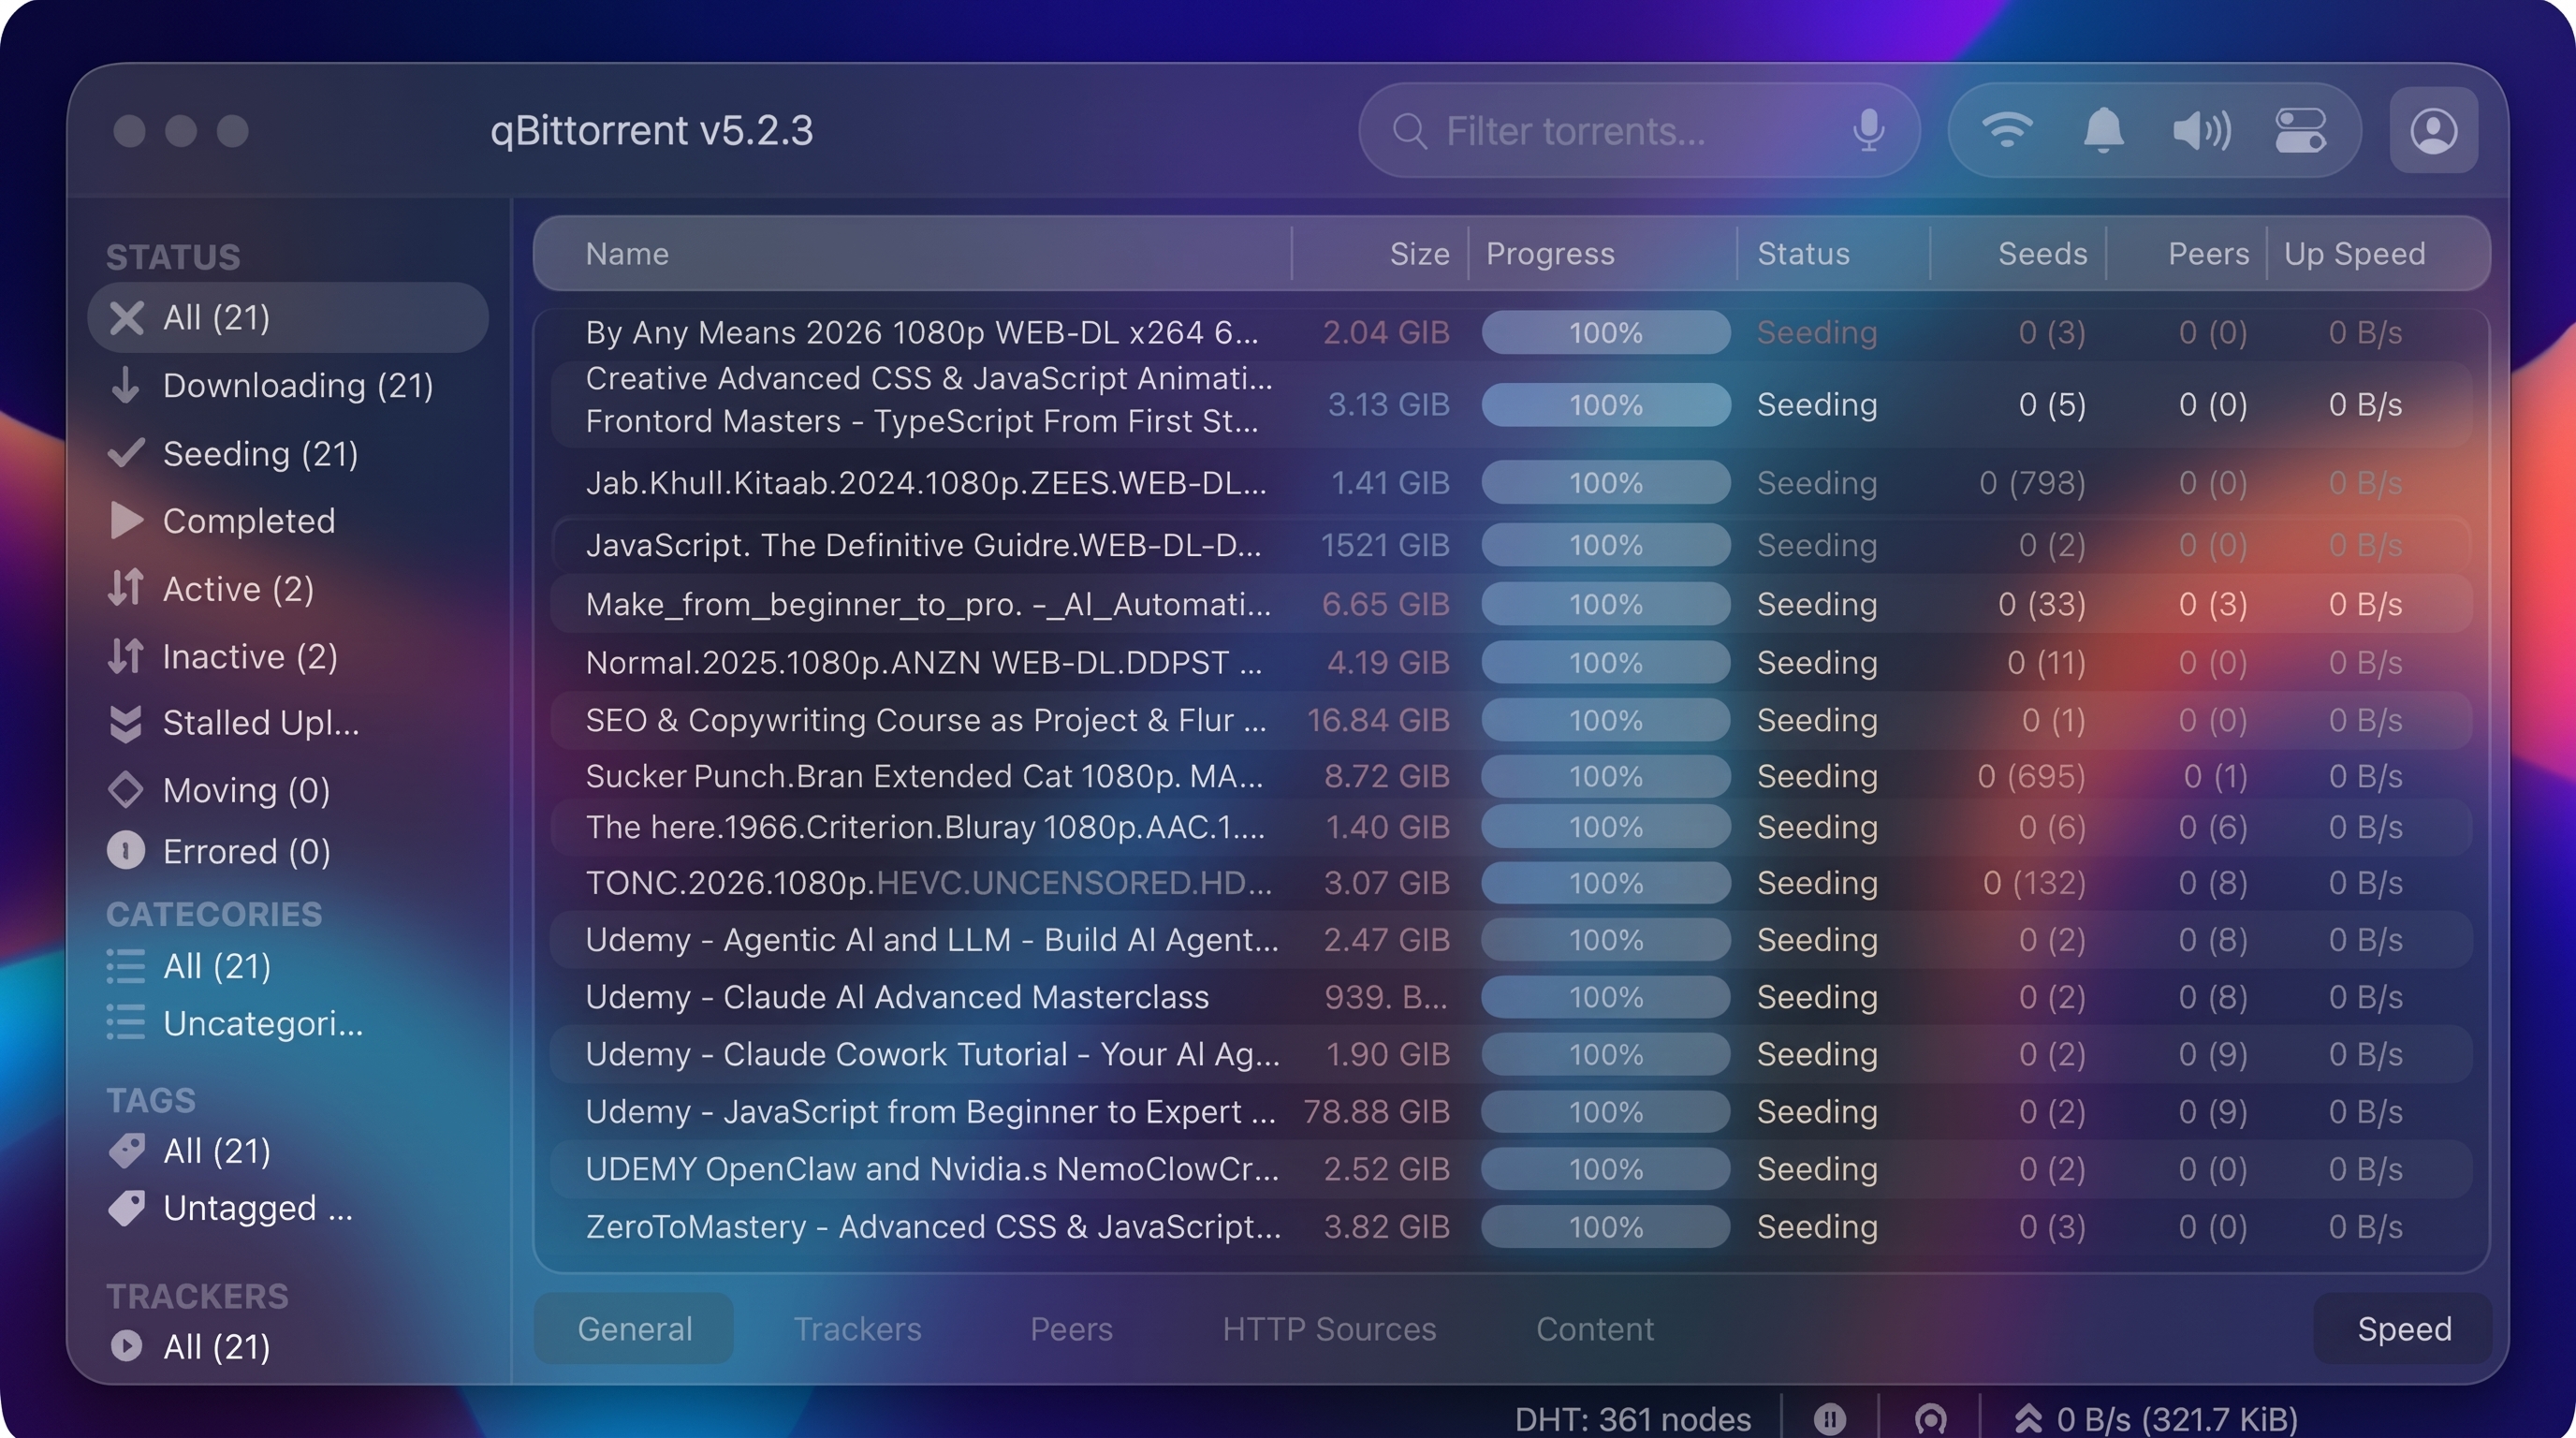 qBittorrent v5.2.3
Filter torrents...
STATUS
All (21)
Downloading (21)
Seeding (21)
Completed
Active (2)
Inactive (2)
Stalled Upl...
Moving (0)
Errored (0)
CATECORIES
All (21)
Uncategori...
TAGS
All (21)
Untagged ...
TRACKERS
All (21)
Name Size Progress Status Seeds Peers Up Speed
By Any Means 2026 1080p WEB-DL x264 6... 2.04 GIB 100% Seeding 0 (3) 0 (0) 0 B/s
Creative Advanced CSS & JavaScript Animati...
Frontord Masters - TypeScript From First St... 3.13 GIB 100% Seeding 0 (5) 0 (0) 0 B/s
Jab.Khull.Kitaab.2024.1080p.ZEES.WEB-DL... 1.41 GIB 100% Seeding 0 (793) 0 (0) 0 B/s
JavaScript. The Definitive Guidre.WEB-DL-D... 1521 GIB 100% Seeding 0 (2) 0 (0) 0 B/s
Make_from_beginner_to_pro. -_AI_Automati... 6.65 GIB 100% Seeding 0 (33) 0 (3) 0 B/s
Normal.2025.1080p.ANZN WEB-DL.DDPST ... 4.19 GIB 100% Seeding 0 (11) 0 (0) 0 B/s
SEO & Copywriting Course as Project & Flur ... 16.84 GIB 100% Seeding 0 (1) 0 (0) 0 B/s
Sucker Punch.Bran Extended Cat 1080p. MA... 8.72 GIB 100% Seeding 0 (695) 0 (1) 0 B/s
The here.1966.Criterion.Bluray 1080p.AAC.1.... 1.40 GIB 100% Seeding 0 (6) 0 (6) 0 B/s
TONC.2026.1080p.HEVC.UNCENSORED.HD... 3.07 GIB 100% Seeding 0 (132) 0 (8) 0 B/s
Udemy - Agentic AI and LLM - Build AI Agent... 2.47 GIB 100% Seeding 0 (2) 0 (8) 0 B/s
Udemy - Claude AI Advanced Masterclass 939. B... 100% Seeding 0 (2) 0 (8) 0 B/s
Udemy - Claude Cowork Tutorial - Your AI Ag... 1.90 GIB 100% Seeding 0 (2) 0 (9) 0 B/s
Udemy - JavaScript from Beginner to Expert ... 78.88 GIB 100% Seeding 0 (2) 0 (9) 0 B/s
UDEMY OpenClaw and Nvidia.s NemoClowCr... 2.52 GIB 100% Seeding 0 (2) 0 (0) 0 B/s
ZeroToMastery - Advanced CSS & JavaScript... 3.82 GIB 100% Seeding 0 (3) 0 (0) 0 B/s
General Trackers Peers HTTP Sources Content Speed
DHT: 361 nodes 0 B/s (321.7 KiB)